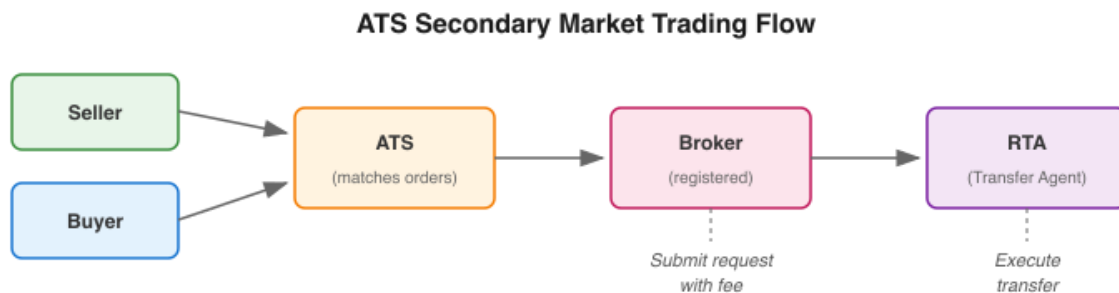 ATS Secondary Market Trading Flow
Seller
Buyer
ATS
(matches orders)
Broker
(registered)
Submit request
with fee
RTA
(Transfer Agent)
Execute
transfer